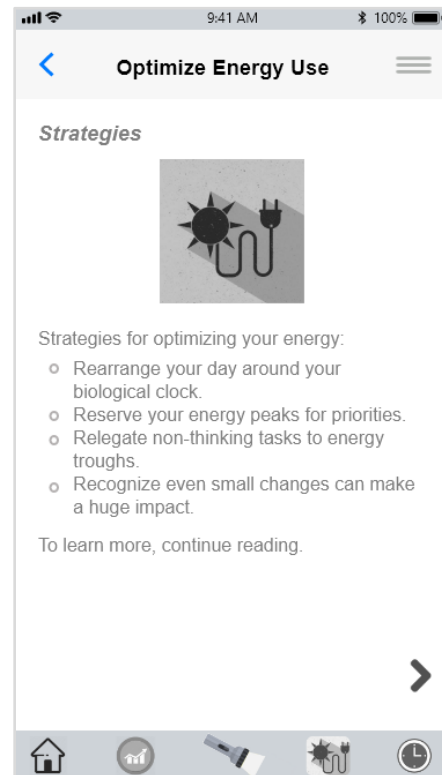 9:41 AM
100%
Optimize Energy Use
Strategies
Strategies for optimizing your energy:
Rearrange your day around your
biological clock.
Reserve your energy peaks for priorities.
Relegate non-thinking tasks to energy
troughs.
Recognize even small changes can make
a huge impact.
To learn more, continue reading.